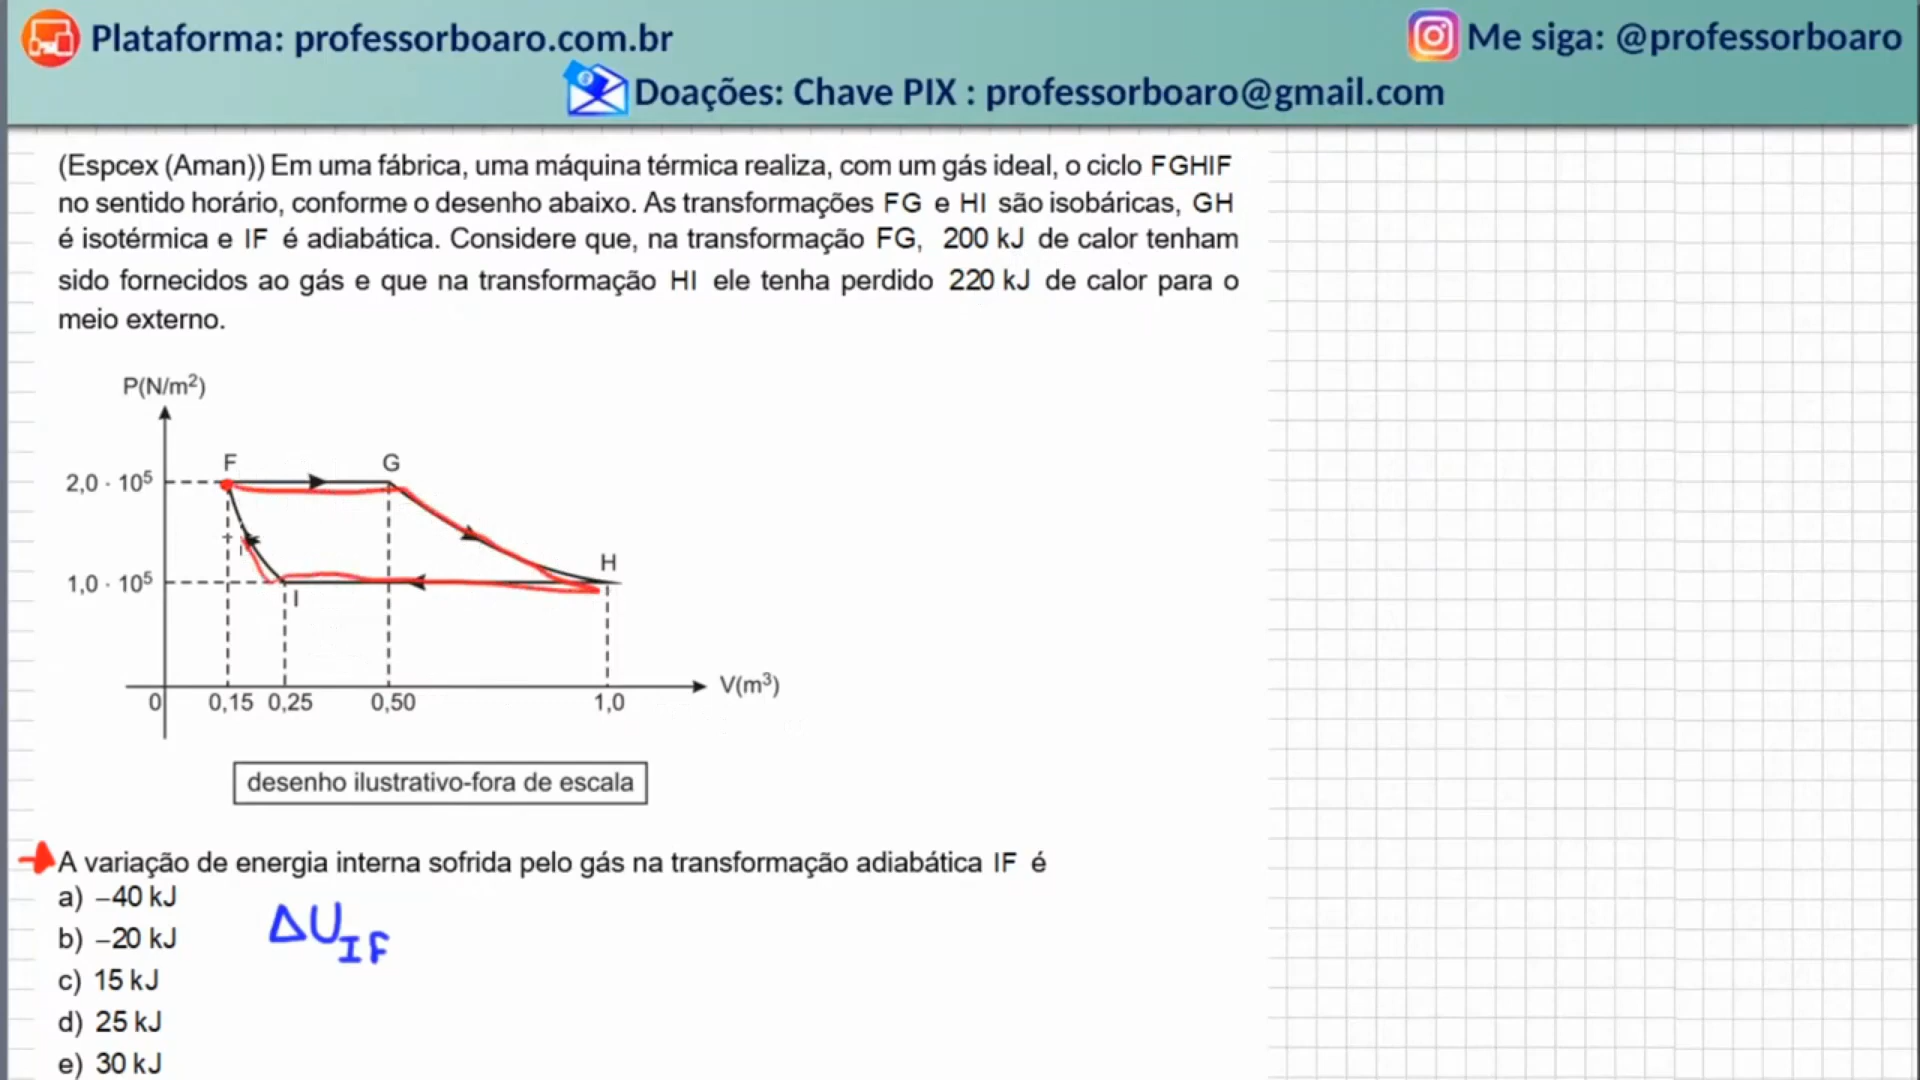 Plataforma: professorboaro.com.br
Me siga: @professorboaro
Doações: Chave PIX : professorboaro@gmail.com
(Espcex (Aman)) Em uma fábrica, uma máquina térmica realiza, com um gás ideal, o ciclo FGHIF
no sentido horário, conforme o desenho abaixo. As transformações FG e HI são isobáricas, GH
é isotérmica e IF é adiabática. Considere que, na transformação FG, 200 kJ de calor tenham
sido fornecidos ao gás e que na transformação HI ele tenha perdido 220 kJ de calor para o
meio externo.
P(N/m²)
F G
2,0 · 10⁵
H
1,0 · 10⁵
I
V(m³)
0 0,15 0,25 0,50 1,0
desenho ilustrativo-fora de escala
A variação de energia interna sofrida pelo gás na transformação adiabática IF é
a) –40 kJ
b) –20 kJ
ΔU_IF
c) 15 kJ
d) 25 kJ
e) 30 kJ